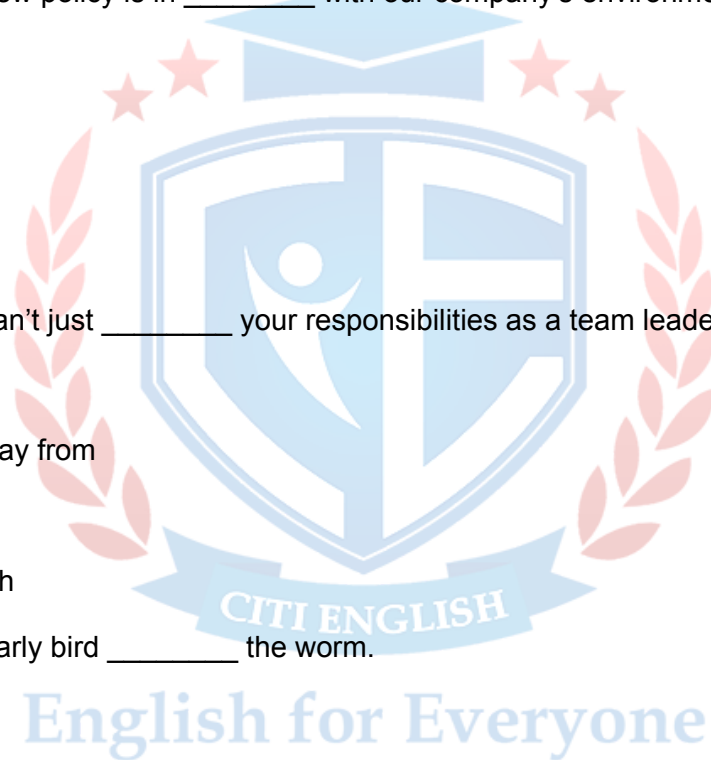 ow policy is in ________ with our company's environme
an't just ________ your responsibilities as a team leade
ay from
h
CITI ENGLISH
arly bird ________ the worm.
English for Everyone